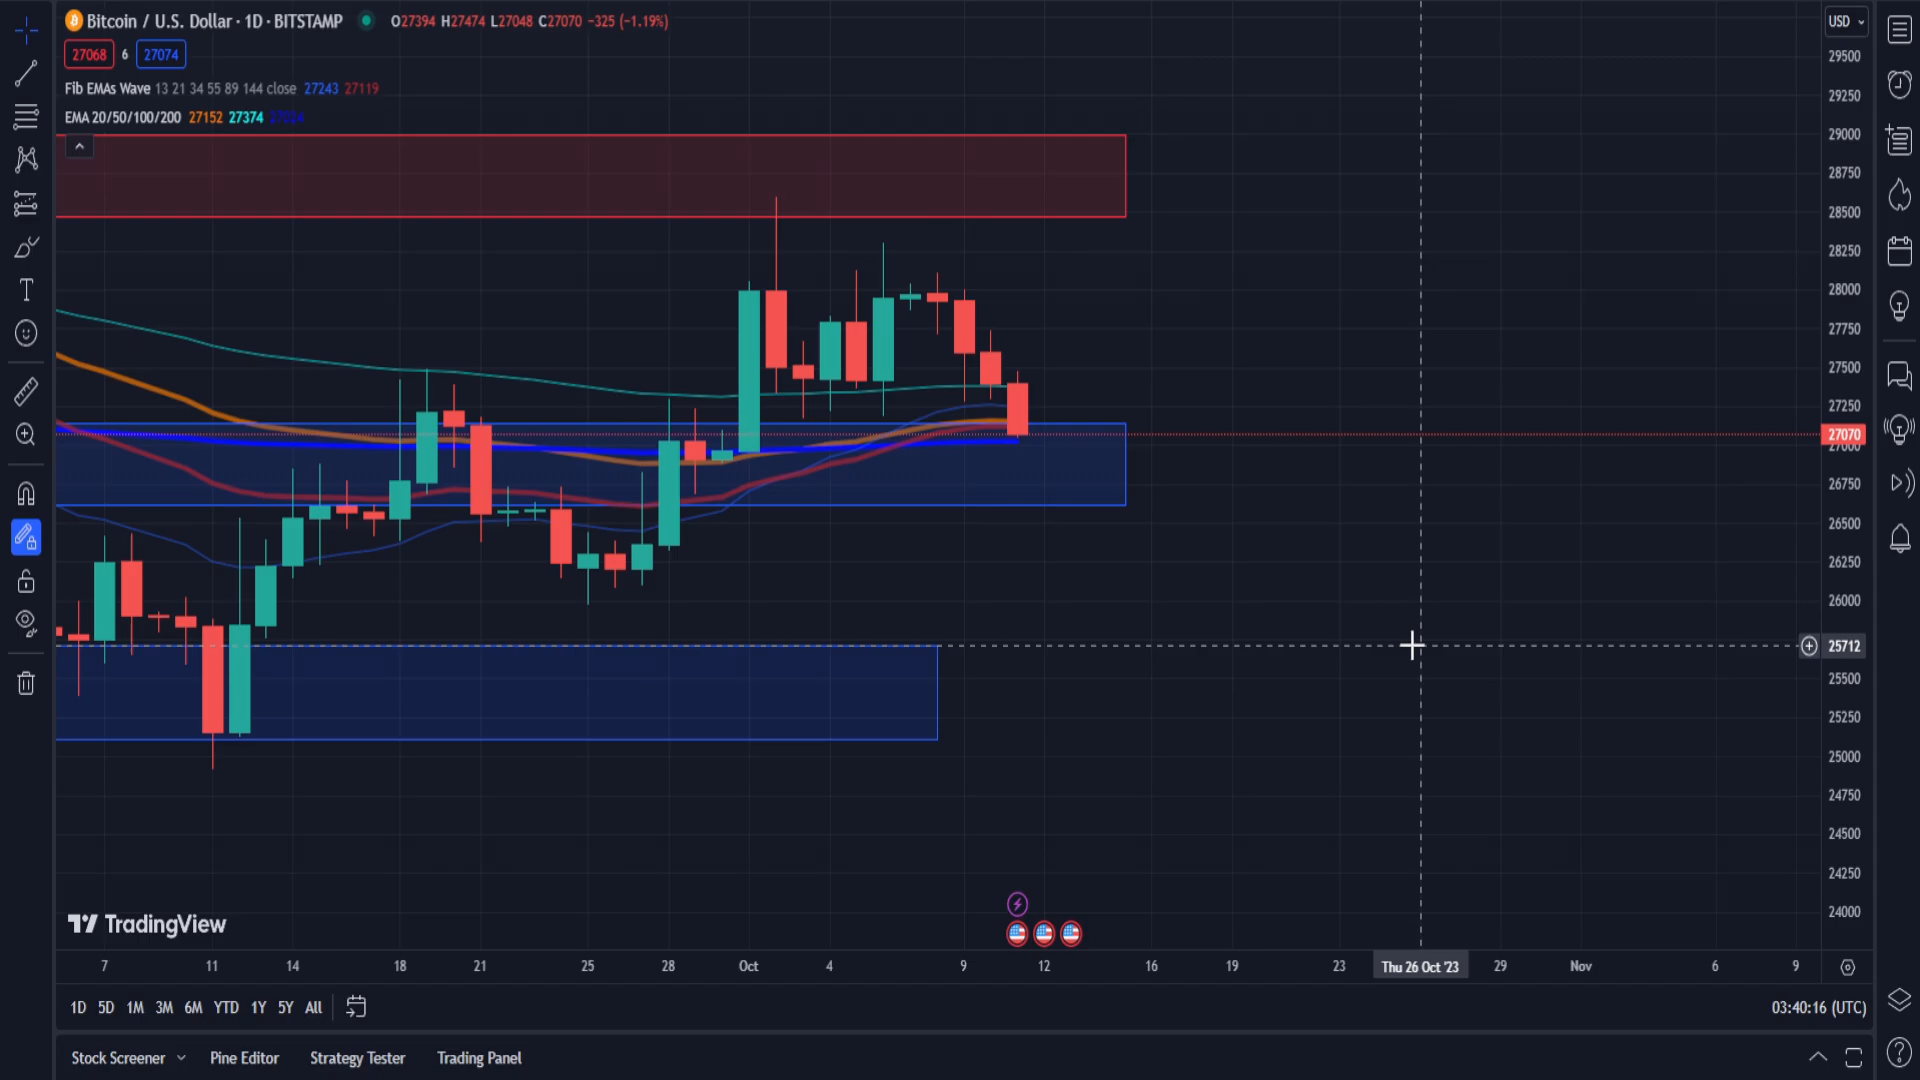 Bitcoin / U.S. Dollar · 1D · BITSTAMP O27394 H27474 L27048 C27070 −325 (−1.19%)
27068 6 27074
Fib EMAs Wave 13 21 34 55 89 144 close 27243 27119
EMA 20/50/100/200 27152 27374
USD
29500
29250
29000
28750
28500
28250
28000
27750
27500
27250
27070
27000
26750
26500
26250
26000
25712
25500
25250
25000
24750
24500
24250
24000
TradingView
7 11 14 18 21 25 28 Oct 4 9 12 16 19 23 Thu 26 Oct '23 29 Nov 6 9
1D 5D 1M 3M 6M YTD 1Y 5Y All 03:40:16 (UTC)
Stock Screener Pine Editor Strategy Tester Trading Panel